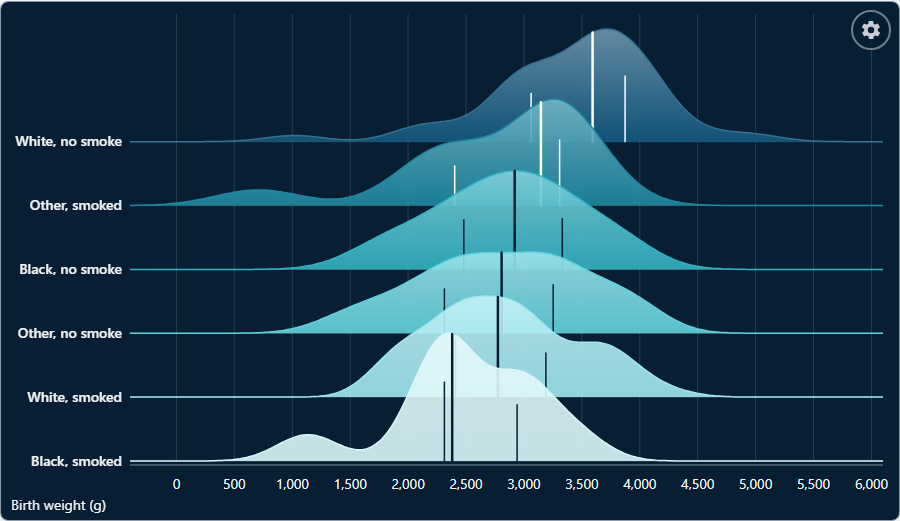 White, no smoke
Other, smoked
Black, no smoke
Other, no smoke
White, smoked
Black, smoked
0 500 1,000 1,500 2,000 2,500 3,000 3,500 4,000 4,500 5,000 5,500 6,000
Birth weight (g)